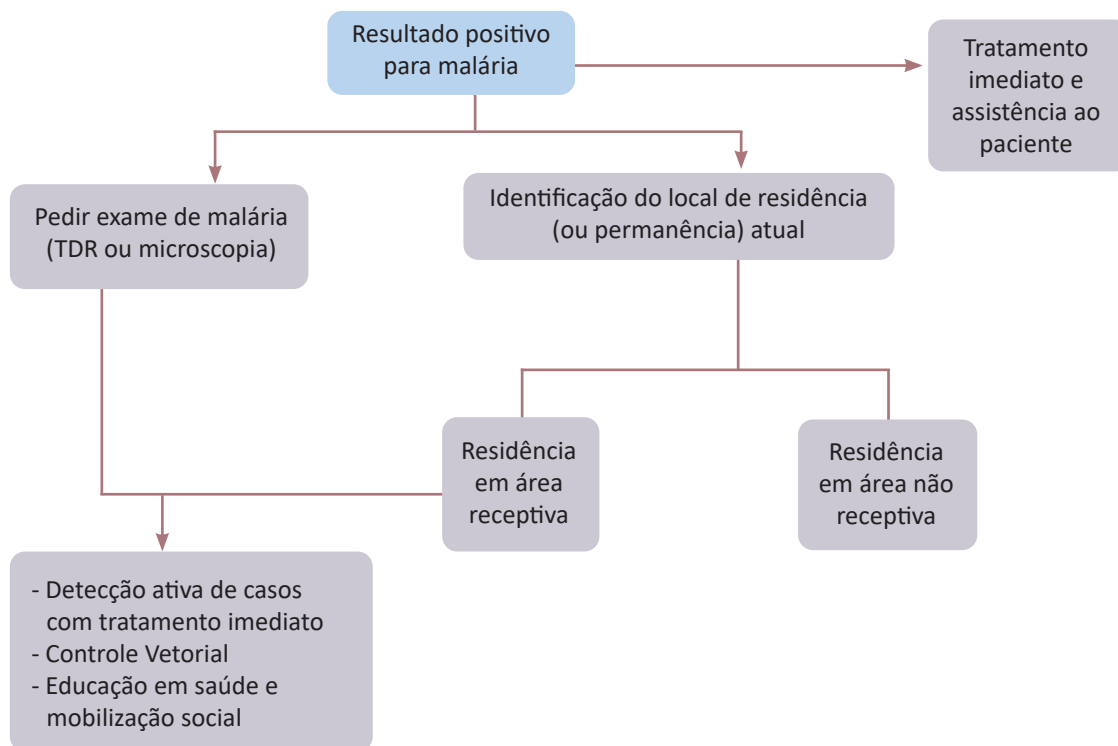 Resultado positivo
para malária
Tratamento
imediato e
assistência ao
paciente
Pedir exame de malária
(TDR ou microscopia)
Identificação do local de residência
(ou permanência) atual
Residência
em área
receptiva
Residência
em área não
receptiva
- Detecção ativa de casos
com tratamento imediato
- Controle Vetorial
- Educação em saúde e
mobilização social